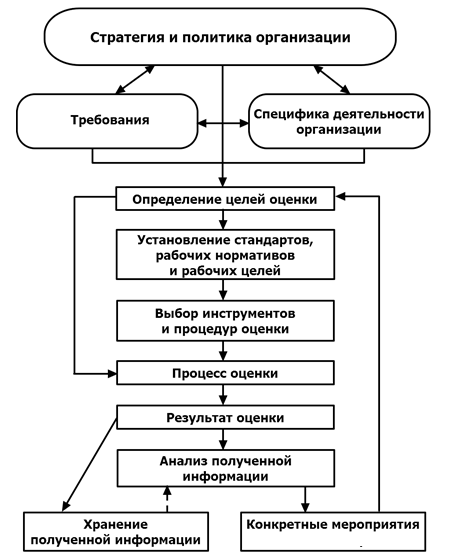 Стратегия и политика организации
Требования
Специфика деятельности
организации
Определение целей оценки
Установление стандартов,
рабочих нормативов
и рабочих целей
Выбор инструментов
и процедур оценки
Процесс оценки
Результат оценки
Анализ полученной
информации
Хранение
полученной информации
Конкретные мероприятия